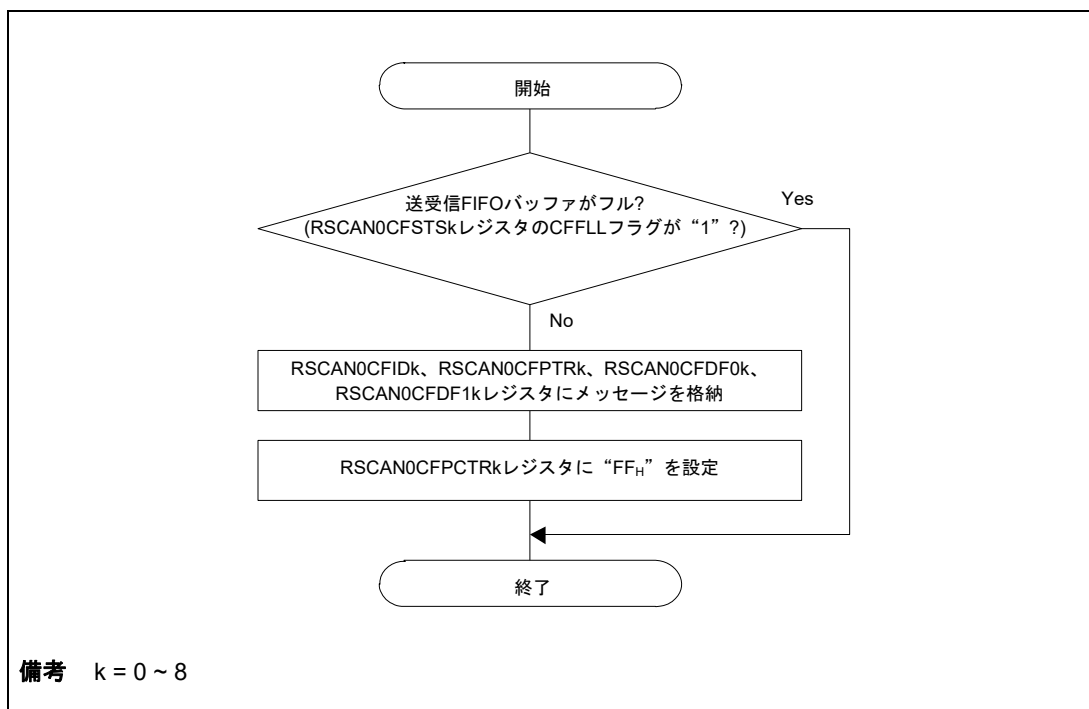 開始
送受信FIFOバッファがフル?
(RSCAN0CFSTSkレジスタのCFFLLフラグが“1”?)
Yes
No
RSCAN0CFIDk、RSCAN0CFPTRk、RSCAN0CFDF0k、
RSCAN0CFDF1kレジスタにメッセージを格納
RSCAN0CFPCTRkレジスタに“FFH”を設定
終了
備考 k = 0 ~ 8